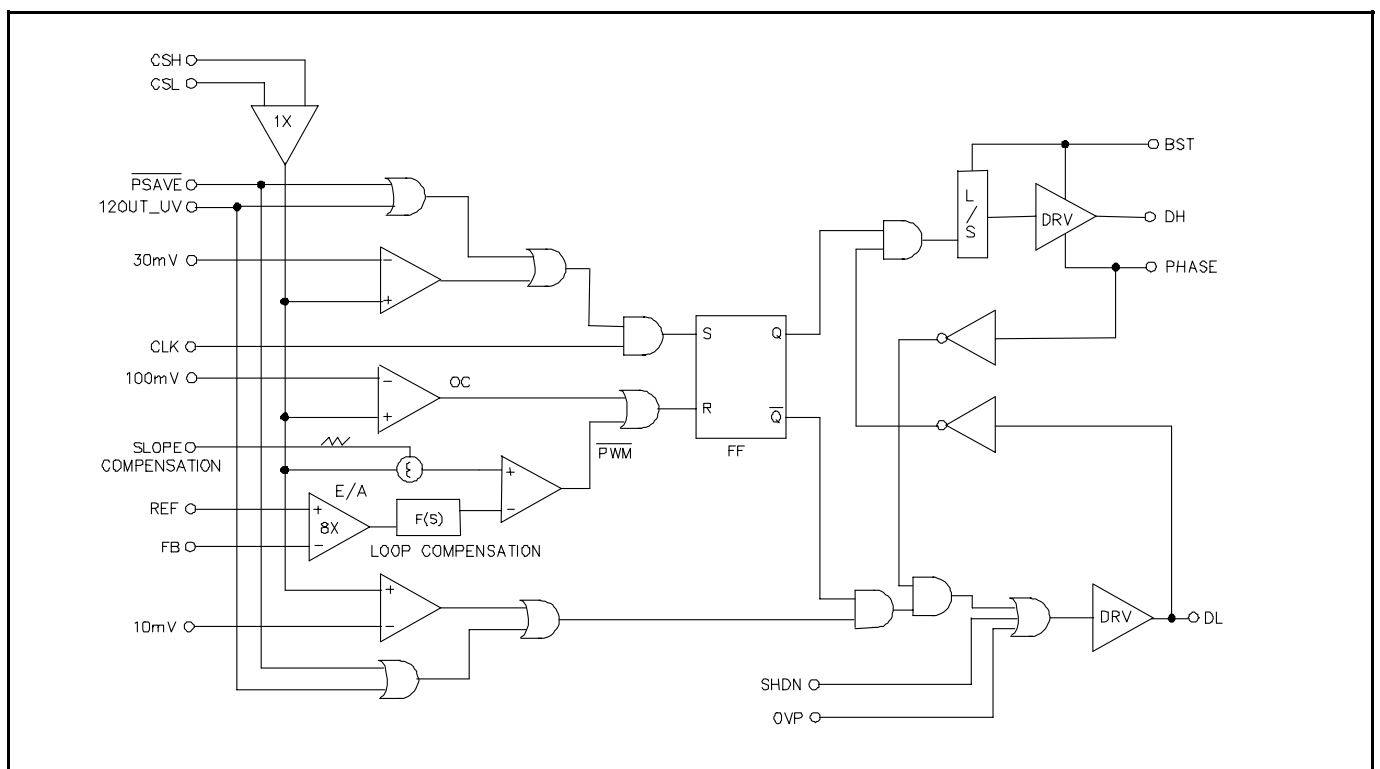 CSH
CSL
1X
PSAVE
12OUT_UV
30mV
-
+
CLK
100mV
-
+
OC
SLOPE
COMPENSATION
PWM
REF
FB
E/A
+
8X
-
F(S)
LOOP COMPENSATION
+
-
+
-
10mV
S
Q
R
Q
FF
L
/
S
DRV
BST
DH
PHASE
DRV
DL
SHDN
OVP